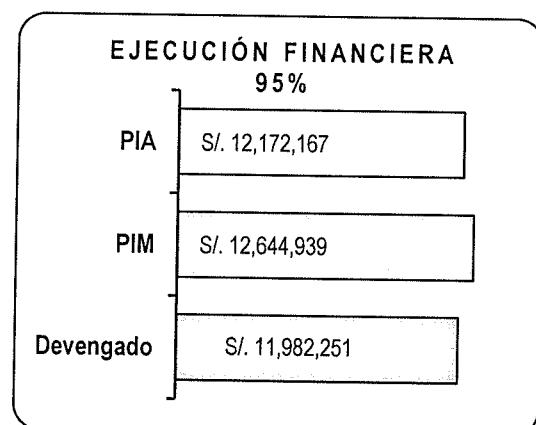 EJECUCIÓN FINANCIERA
95%
PIA S/. 12,172,167
PIM S/. 12,644,939
Devengado S/. 11,982,251